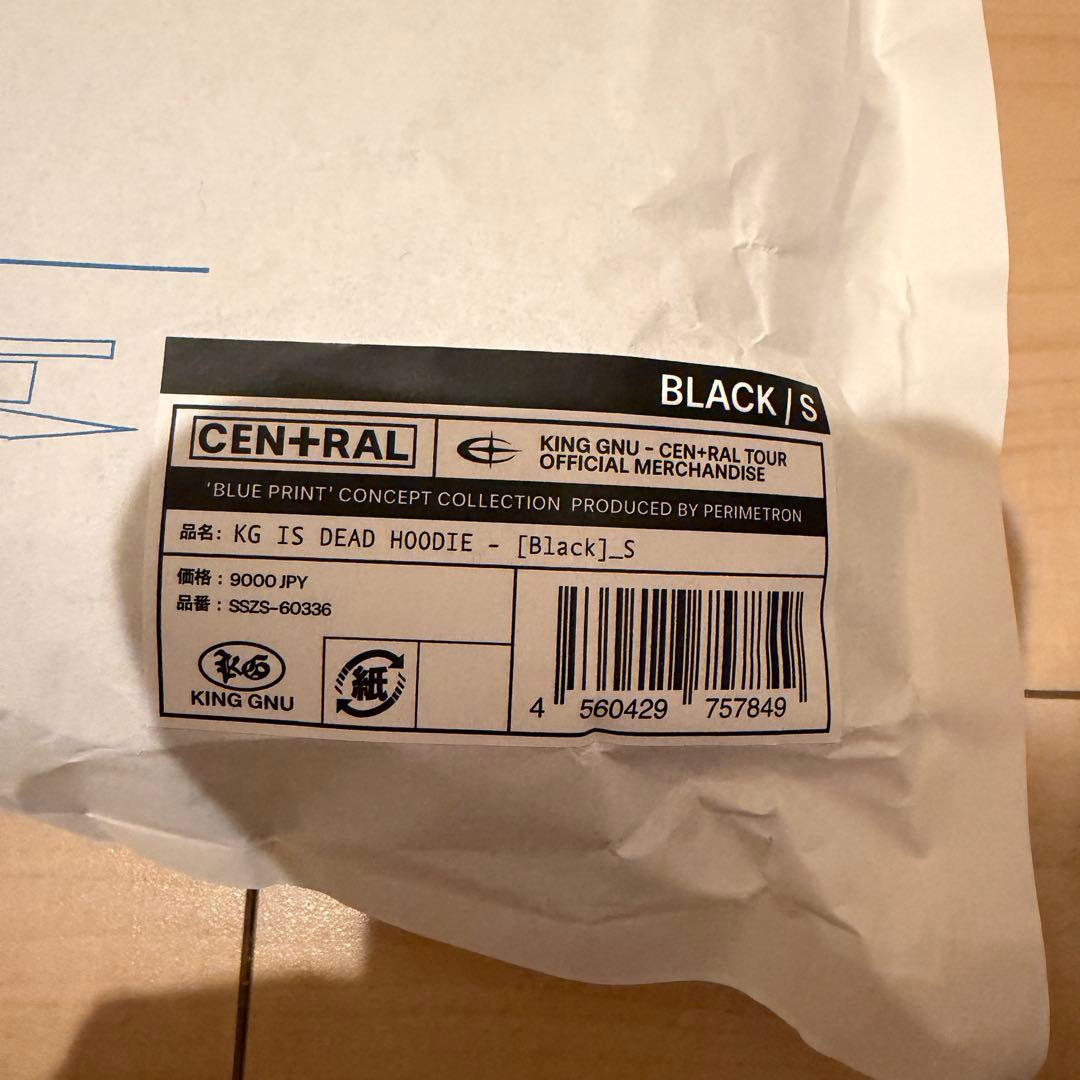 BLACK / S
CEN+RAL
KING GNU - CEN+RAL TOUR
OFFICIAL MERCHANDISE
'BLUE PRINT' CONCEPT COLLECTION PRODUCED BY PERIMETRON
品名: KG IS DEAD HOODIE - [Black]_S
価格 : 9000 JPY
品番 : SSZS-60336
KG
KING GNU
紙
4 560429 757849